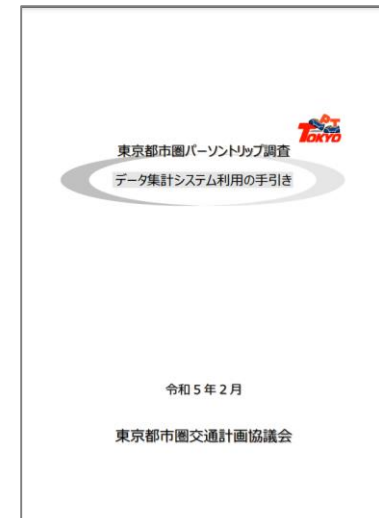 PT
TOKYO
東京都市圏パーソントリップ調査
データ集計システム利用の手引き
令和５年２月
東京都市圏交通計画協議会